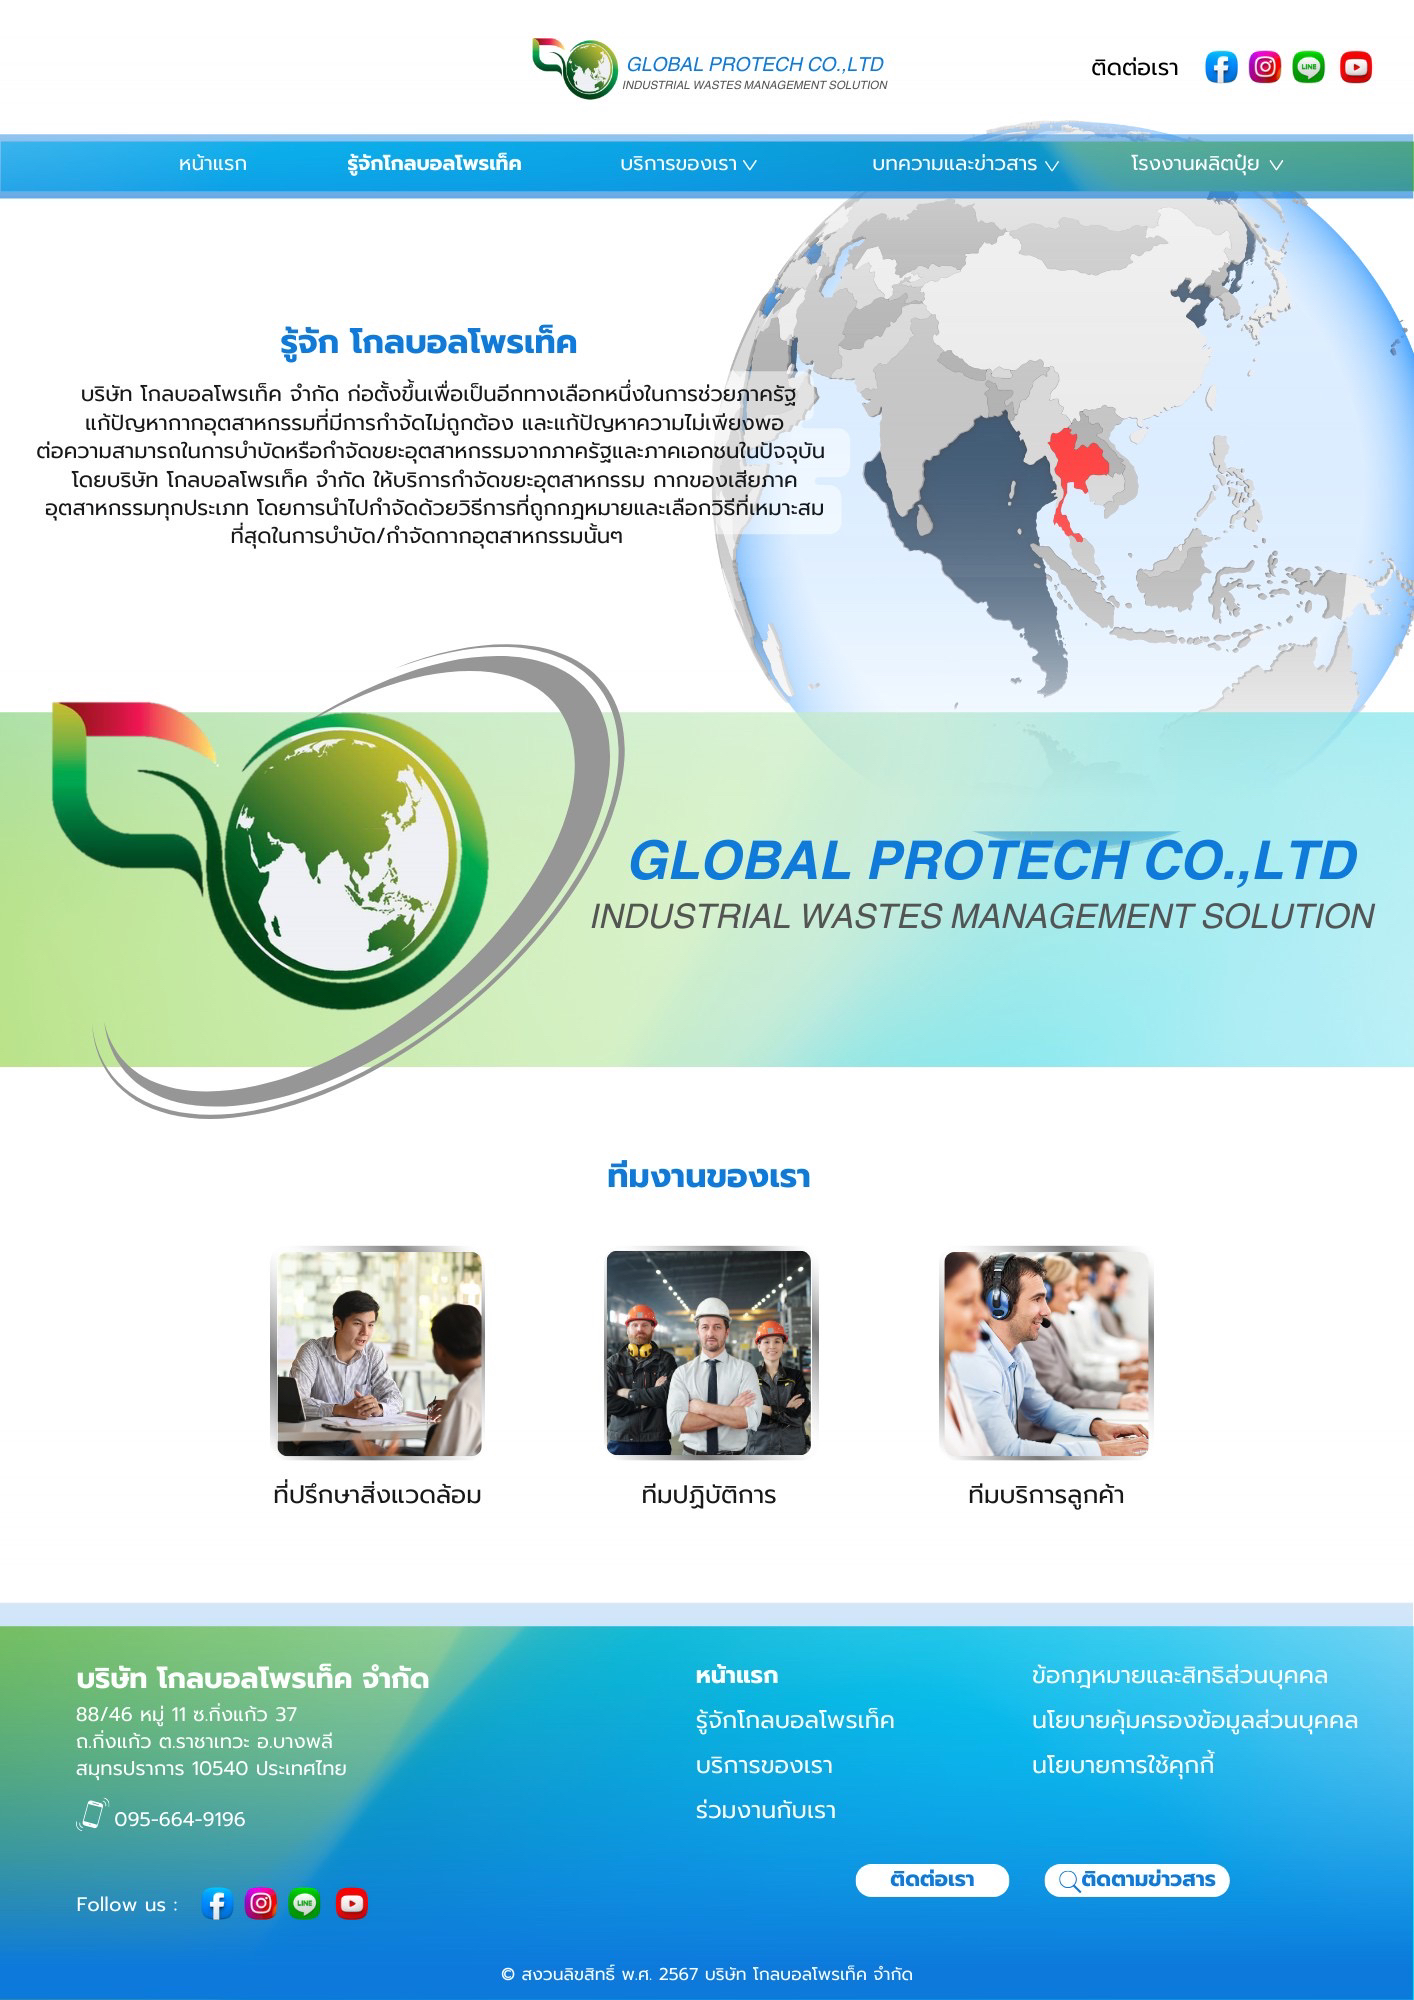 GLOBAL PROTECH CO.,LTD
INDUSTRIAL WASTES MANAGEMENT SOLUTION
ติดต่อเรา
LINE
หน้าแรก
รู้จักโกลบอลโพรเท็ค
บริการของเรา
บทความและข่าวสาร
โรงงานผลิตปุ๋ย
รู้จัก โกลบอลโพรเท็ค
บริษัท โกลบอลโพรเท็ค จำกัด ก่อตั้งขึ้นเพื่อเป็นอีกทางเลือกหนึ่งในการช่วยภาครัฐ
แก้ปัญหากากอุตสาหกรรมที่มีการกำจัดไม่ถูกต้อง และแก้ปัญหาความไม่เพียงพอ
ต่อความสามารถในการบำบัดหรือกำจัดขยะอุตสาหกรรมจากภาครัฐและภาคเอกชนในปัจจุบัน
โดยบริษัท โกลบอลโพรเท็ค จำกัด ให้บริการกำจัดขยะอุตสาหกรรม กากของเสียภาค
อุตสาหกรรมทุกประเภท โดยการนำไปกำจัดด้วยวิธีการที่ถูกกฎหมายและเลือกวิธีที่เหมาะสม
ที่สุดในการบำบัด/กำจัดกากอุตสาหกรรมนั้นๆ
GLOBAL PROTECH CO.,LTD
INDUSTRIAL WASTES MANAGEMENT SOLUTION
ทีมงานของเรา
ที่ปรึกษาสิ่งแวดล้อม
ทีมปฏิบัติการ
ทีมบริการลูกค้า
บริษัท โกลบอลโพรเท็ค จำกัด
88/46 หมู่ 11 ซ.กิ่งแก้ว 37
ถ.กิ่งแก้ว ต.ราชาเทวะ อ.บางพลี
สมุทรปราการ 10540 ประเทศไทย
095-664-9196
Follow us :
LINE
หน้าแรก
รู้จักโกลบอลโพรเท็ค
บริการของเรา
ร่วมงานกับเรา
ข้อกฎหมายและสิทธิส่วนบุคคล
นโยบายคุ้มครองข้อมูลส่วนบุคคล
นโยบายการใช้คุกกี้
ติดต่อเรา
ติดตามข่าวสาร
© สงวนลิขสิทธิ์ พ.ศ. 2567 บริษัท โกลบอลโพรเท็ค จำกัด